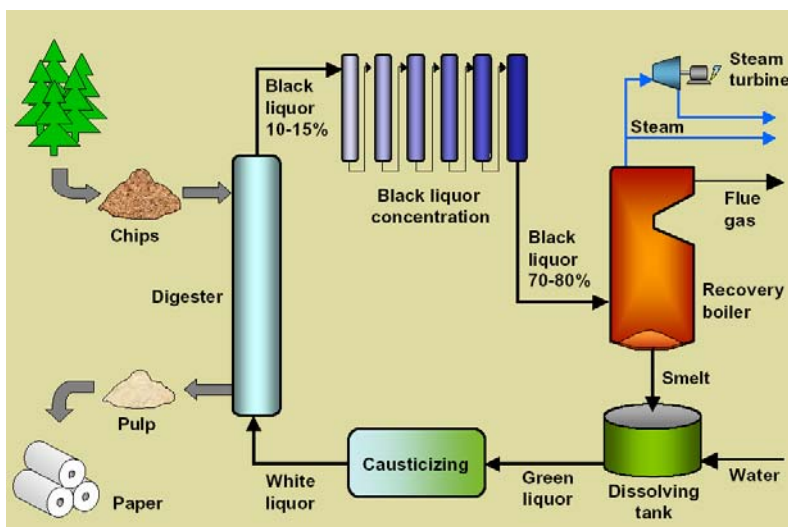 Steam
turbine
Black
liquor
10-15%
Steam
Black liquor
concentration
Flue
gas
Chips
Black
liquor
70-80%
Digester
Recovery
boiler
Smelt
Pulp
Causticizing
Water
White
liquor
Green
liquor
Dissolving
tank
Paper